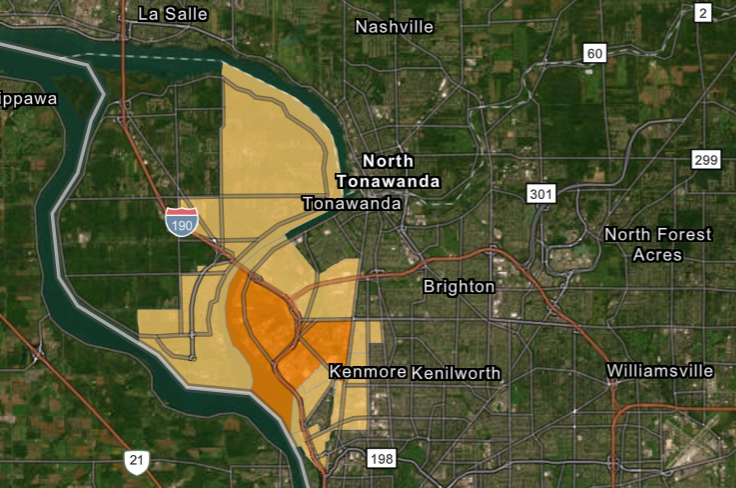 La Salle
2
Nashville
60
ippawa
North
Tonawanda
299
301
Tonawanda
190
North Forest
Acres
Brighton
Kenmore
Kenilworth
Williamsville
21
198